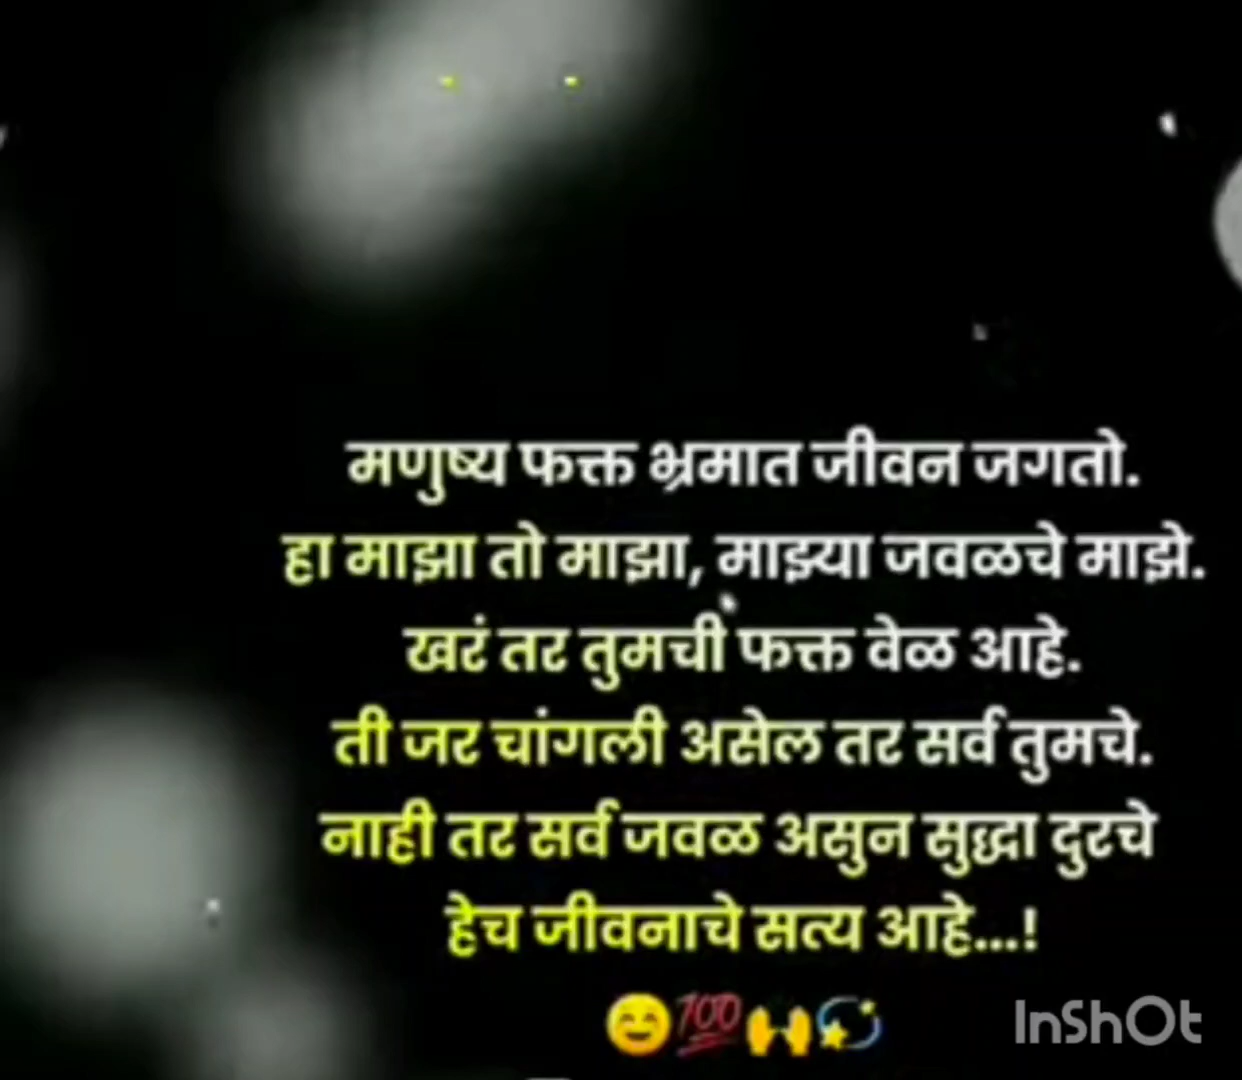 मणुष्य फक्त भ्रमात जीवन जगतो.
हा माझा तो माझा, माझ्या जवळचे माझे.
खरं तर तुमची फक्त वेळ आहे.
ती जर चांगली असेल तर सर्व तुमचे.
नाही तर सर्व जवळ असुन सुद्धा दुरचे
हेच जीवनाचे सत्य आहे...!
😊💯🙌💫
InShOt